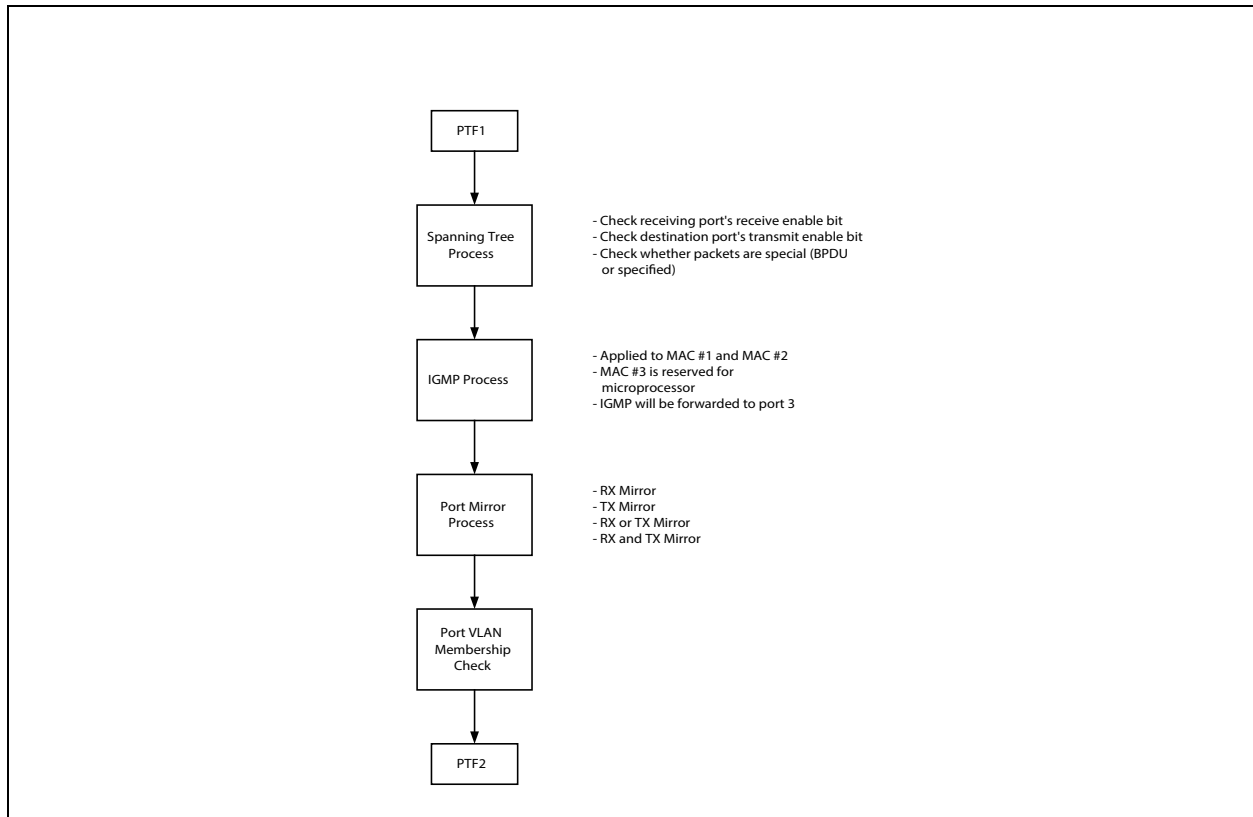 PTF1
Spanning Tree
Process
- Check receiving port's receive enable bit
- Check destination port's transmit enable bit
- Check whether packets are special (BPDU
or specified)
IGMP Process
- Applied to MAC #1 and MAC #2
- MAC #3 is reserved for
microprocessor
- IGMP will be forwarded to port 3
Port Mirror
Process
- RX Mirror
- TX Mirror
- RX or TX Mirror
- RX and TX Mirror
Port VLAN
Membership
Check
PTF2